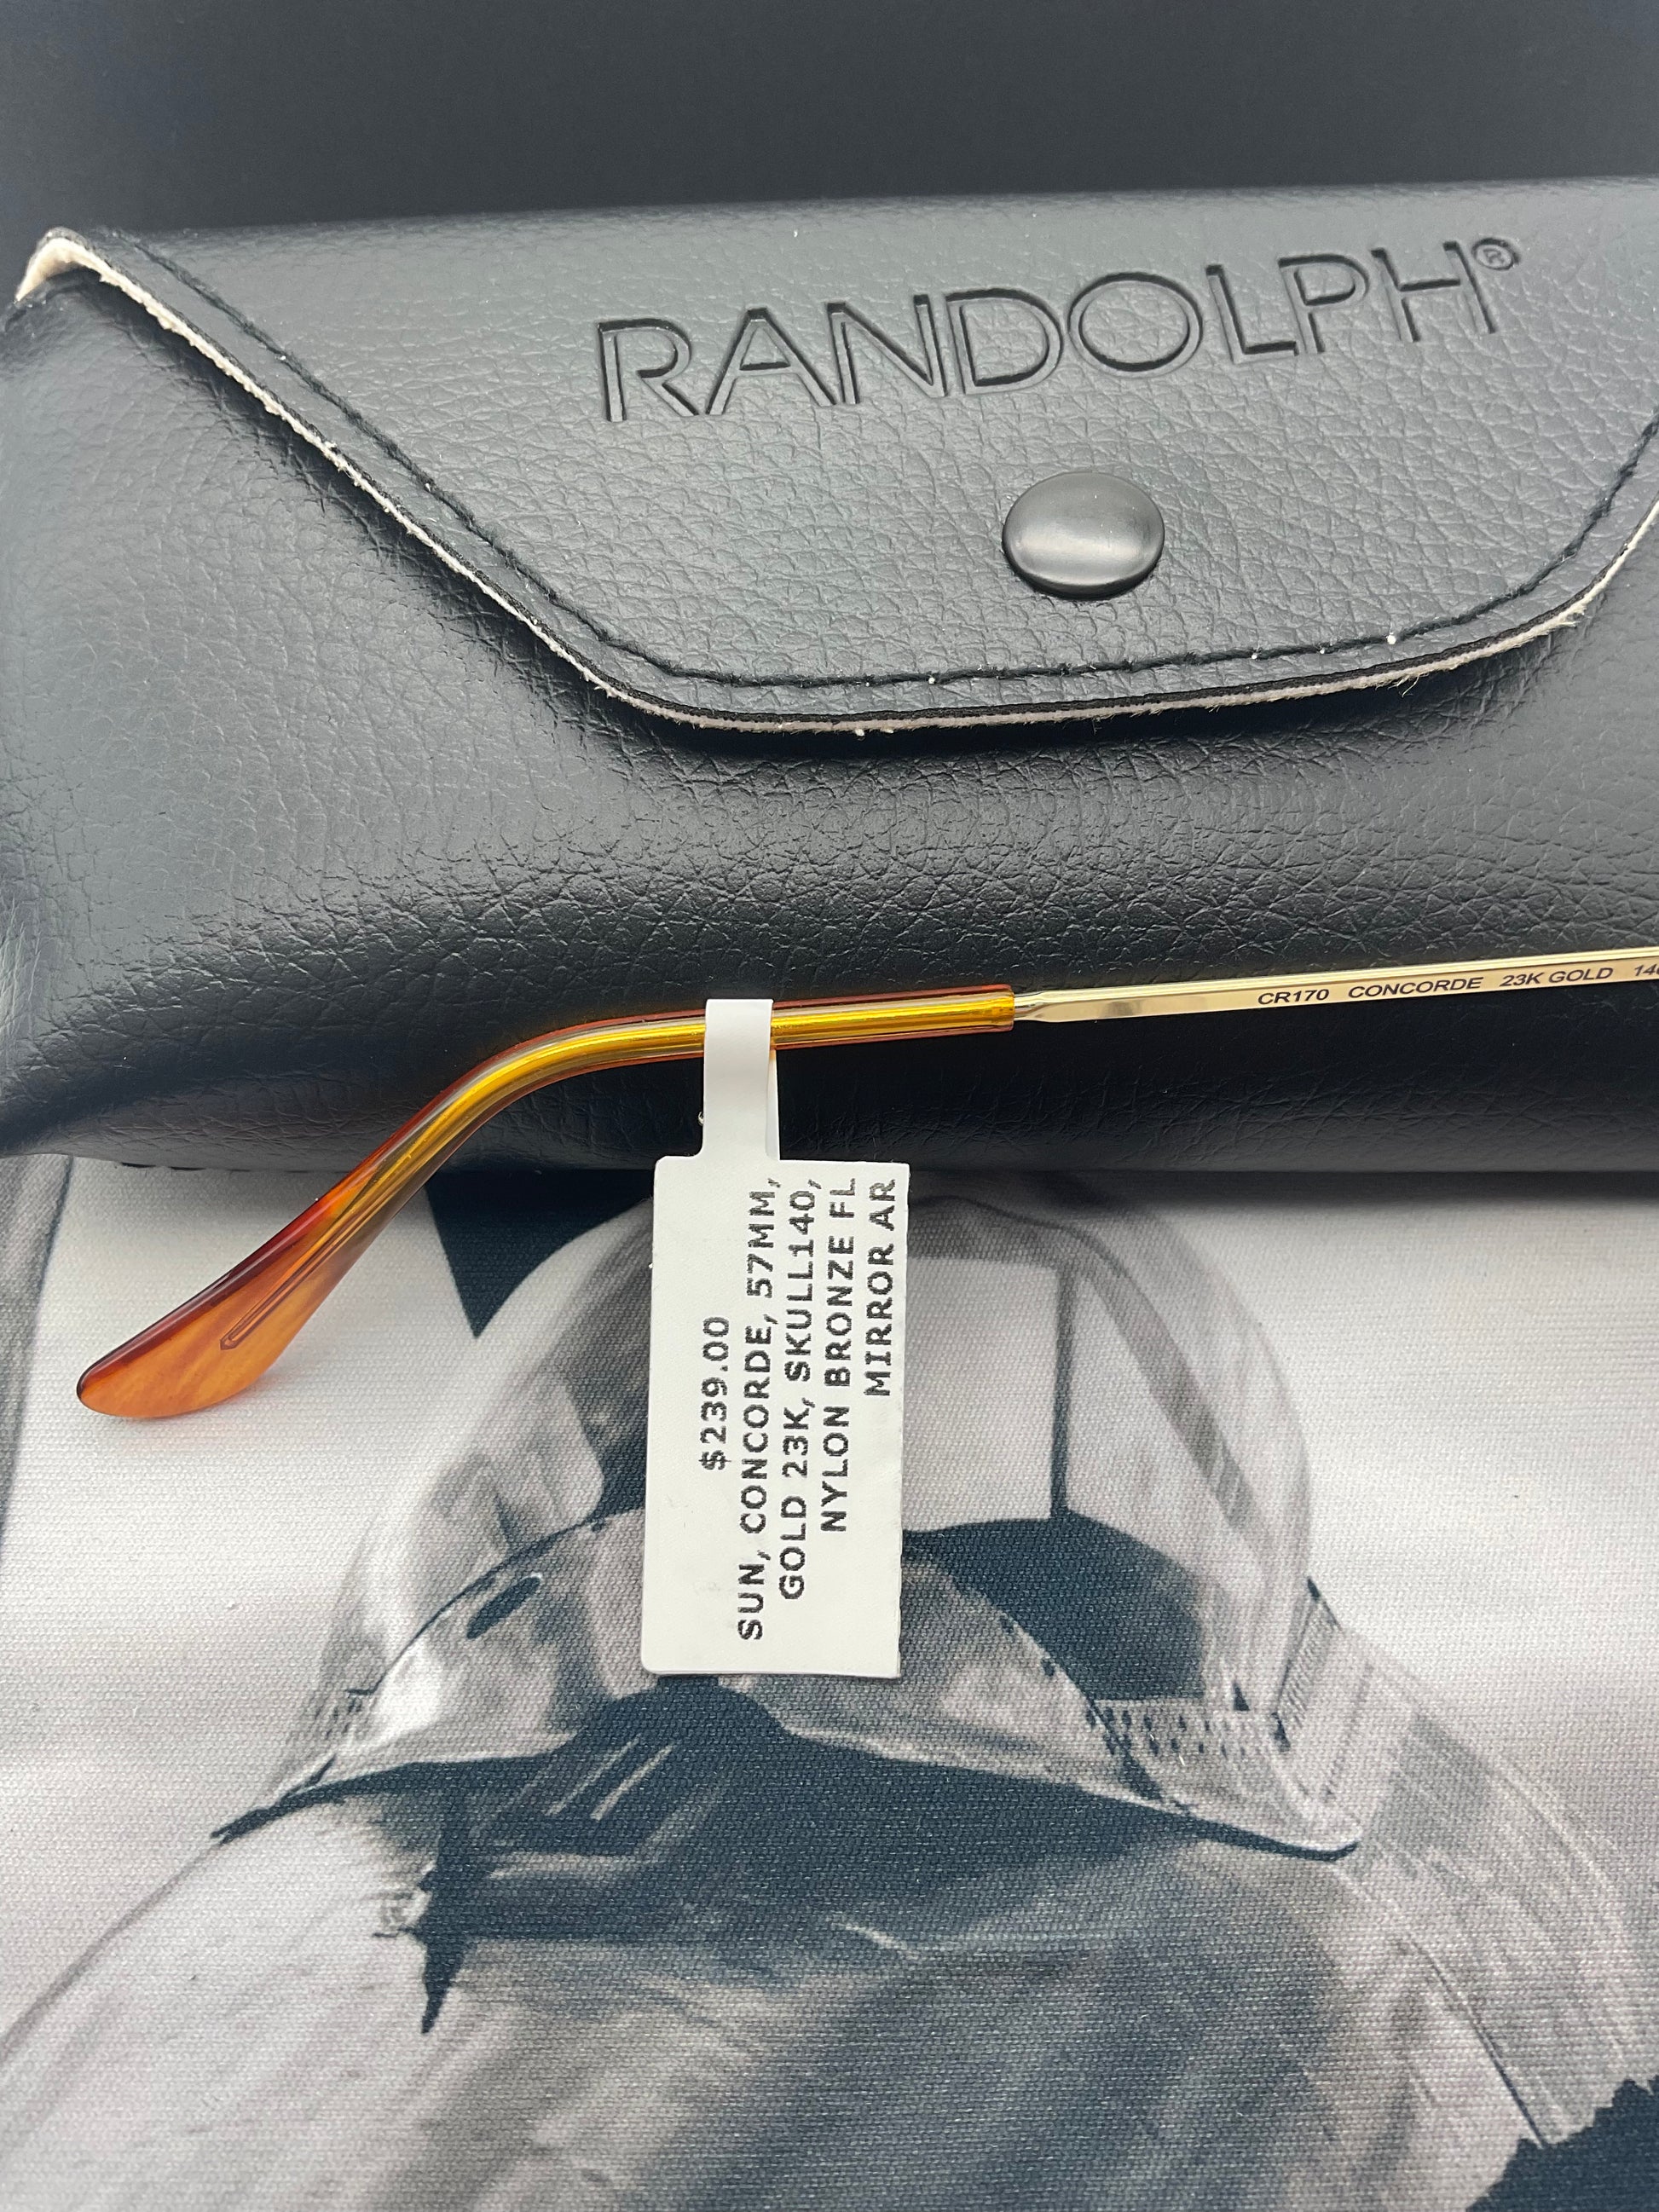 RANDOLPH®
CR170 CONCORDE 23K GOLD
$239.00
SUN, CONCORDE, 57MM,
GOLD 23K, SKULL140,
NYLON BRONZE FL
MIRROR AR